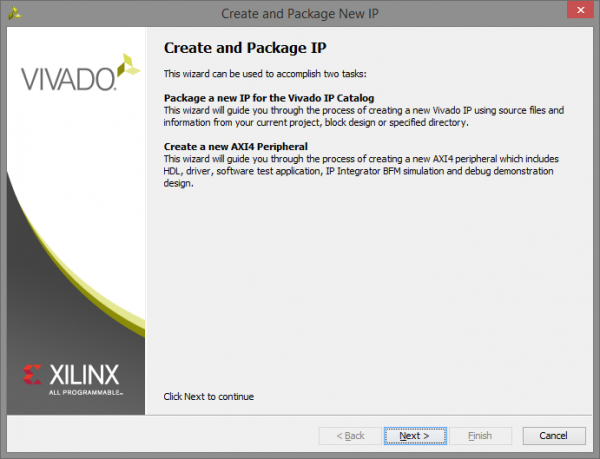 Create and Package New IP
VIVADO
Create and Package IP
This wizard can be used to accomplish two tasks:
Package a new IP for the Vivado IP Catalog
This wizard will guide you through the process of creating a new Vivado IP using source files and
information from your current project, block design or specified directory.
Create a new AXI4 Peripheral
This wizard will guide you through the process of creating a new AXI4 peripheral which includes
HDL, driver, software test application, IP Integrator BFM simulation and debug demonstration
design.
XILINX
ALL PROGRAMMABLE™
Click Next to continue
< Back
Next >
Finish
Cancel